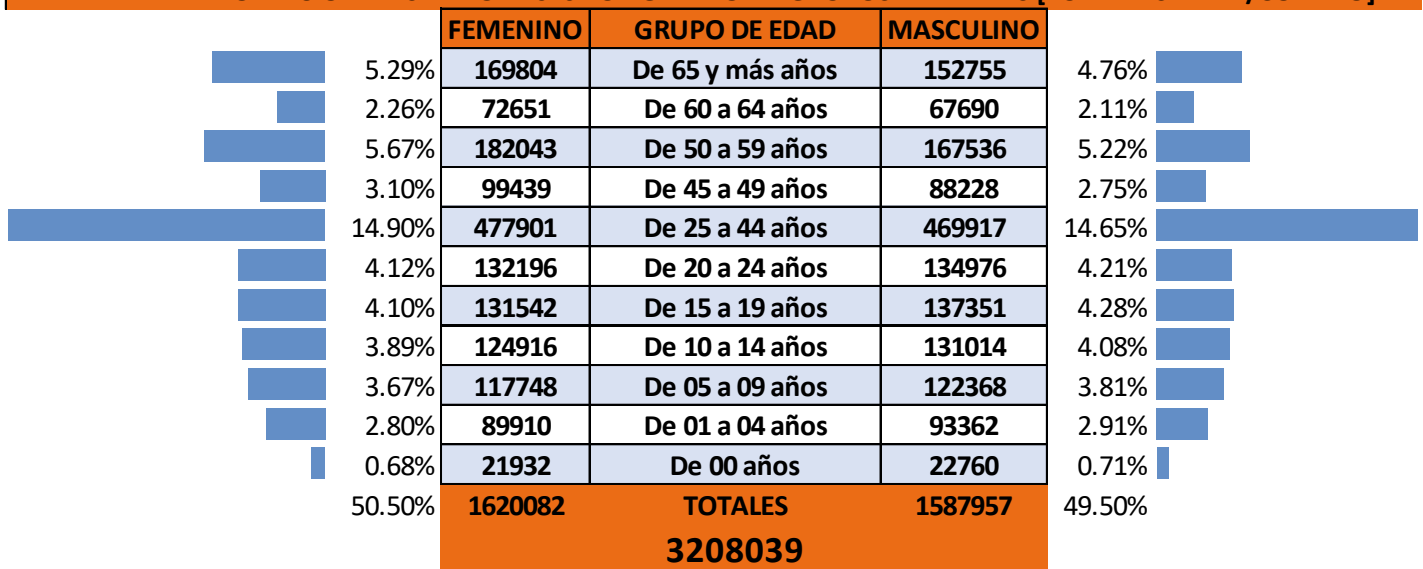 FEMENINO GRUPO DE EDAD MASCULINO
5.29% 169804 De 65 y más años 152755 4.76%
2.26% 72651 De 60 a 64 años 67690 2.11%
5.67% 182043 De 50 a 59 años 167536 5.22%
3.10% 99439 De 45 a 49 años 88228 2.75%
14.90% 477901 De 25 a 44 años 469917 14.65%
4.12% 132196 De 20 a 24 años 134976 4.21%
4.10% 131542 De 15 a 19 años 137351 4.28%
3.89% 124916 De 10 a 14 años 131014 4.08%
3.67% 117748 De 05 a 09 años 122368 3.81%
2.80% 89910 De 01 a 04 años 93362 2.91%
0.68% 21932 De 00 años 22760 0.71%
50.50% 1620082 TOTALES 1587957 49.50%
3208039